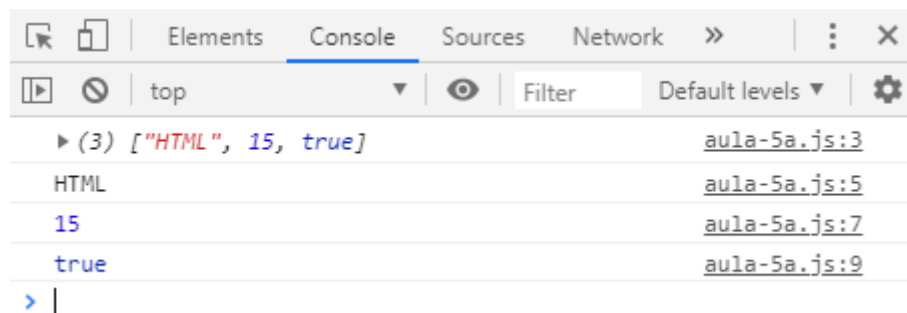 Elements Console Sources Network »
top Filter Default levels
(3) ["HTML", 15, true] aula-5a.js:3
HTML aula-5a.js:5
15 aula-5a.js:7
true aula-5a.js:9
>